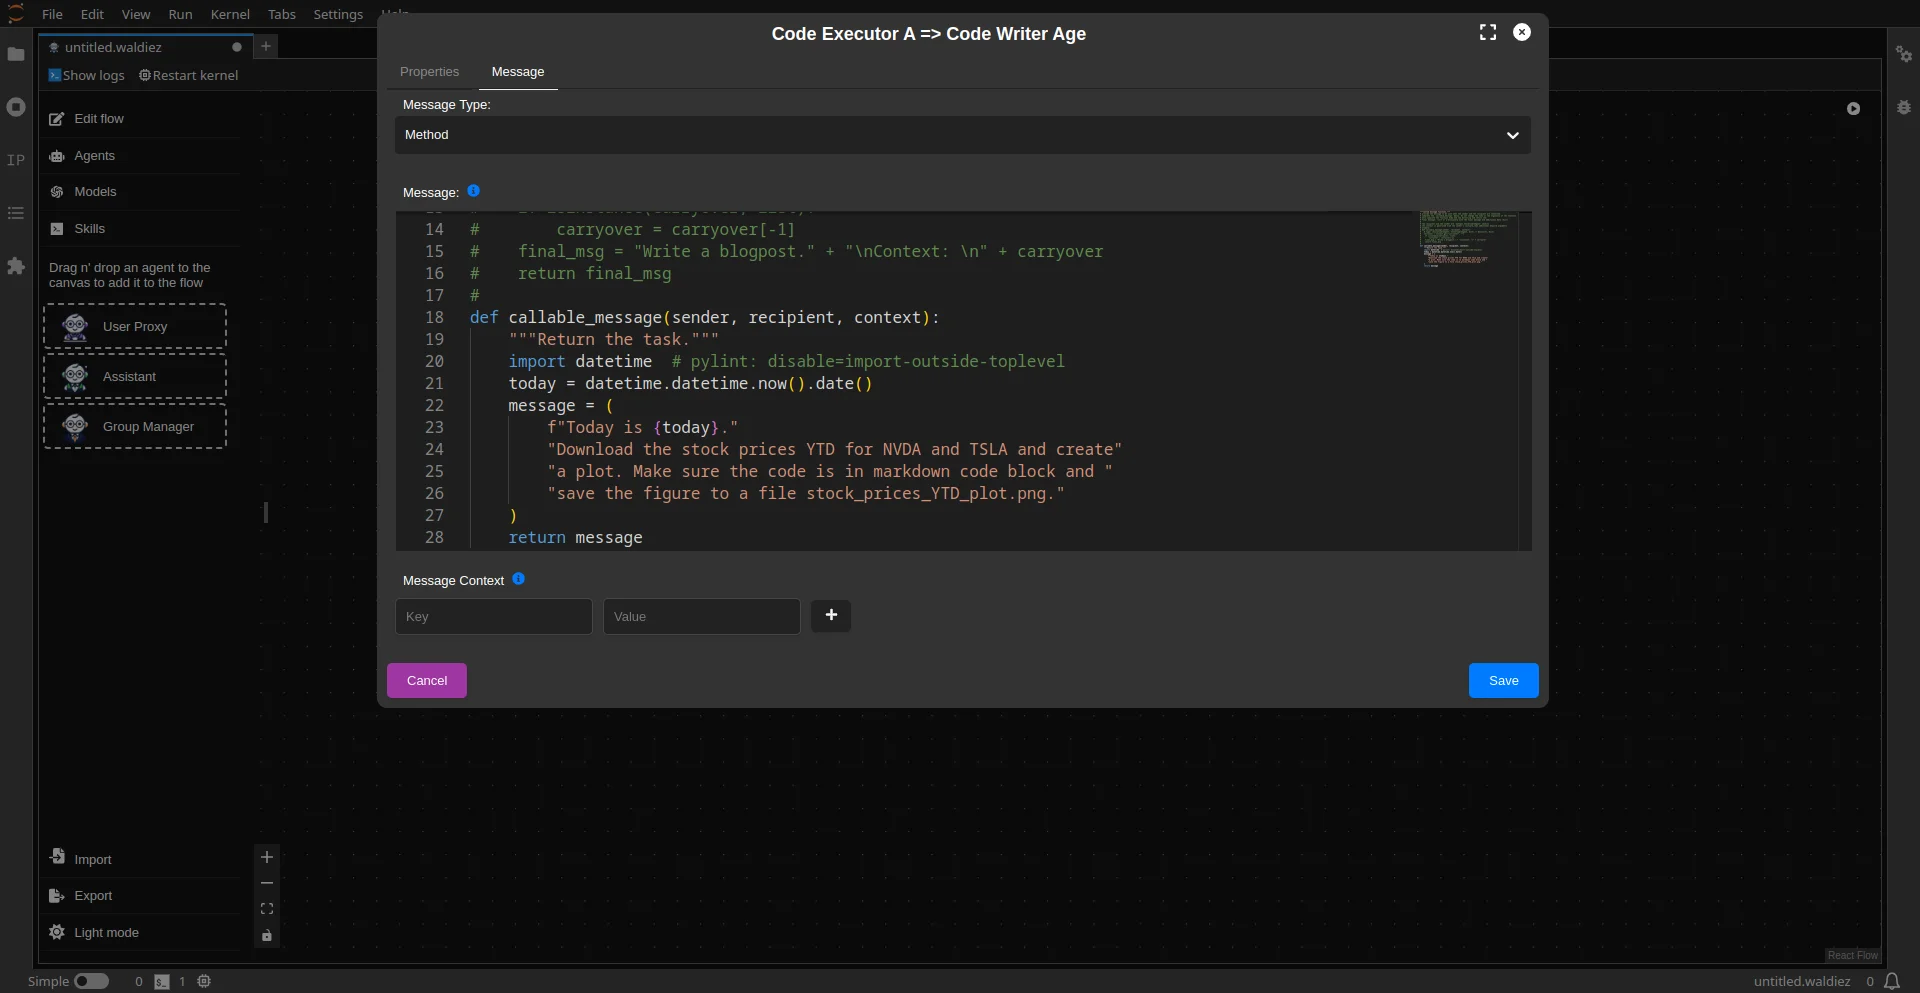 File Edit View Run Kernel Tabs Settings Help
untitled.waldiez
Show logs Restart kernel
Edit flow
Agents
Models
Skills
Drag n' drop an agent to the
canvas to add it to the flow
User Proxy
Assistant
Group Manager
Import
Export
Light mode
Code Executor A => Code Writer Age
Properties Message
Message Type:
Method
Message:
14 #        carryover = carryover[-1]
15 #    final_msg = "Write a blogpost." + "\nContext: \n" + carryover
16 #    return final_msg
17 #
18 def callable_message(sender, recipient, context):
19     """Return the task."""
20     import datetime  # pylint: disable=import-outside-toplevel
21     today = datetime.datetime.now().date()
22     message = (
23         f"Today is {today}."
24         "Download the stock prices YTD for NVDA and TSLA and create"
25         "a plot. Make sure the code is in markdown code block and "
26         "save the figure to a file stock_prices_YTD_plot.png."
27     )
28     return message
Message Context
Key Value +
Cancel Save
React Flow
Simple 0 1 untitled.waldiez 0